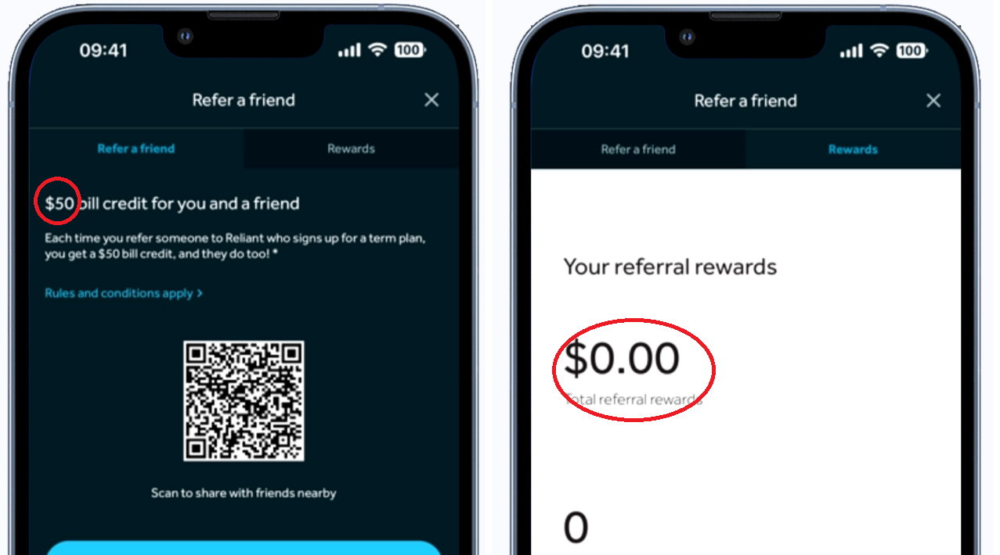 09:41
100
Refer a friend
Refer a friend
Rewards
$50 bill credit for you and a friend
Each time you refer someone to Reliant who signs up for a term plan,
you get a $50 bill credit, and they do too! *
Rules and conditions apply >
Scan to share with friends nearby
09:41
100
Refer a friend
Refer a friend
Rewards
Your referral rewards
$0.00
Total referral rewards
0